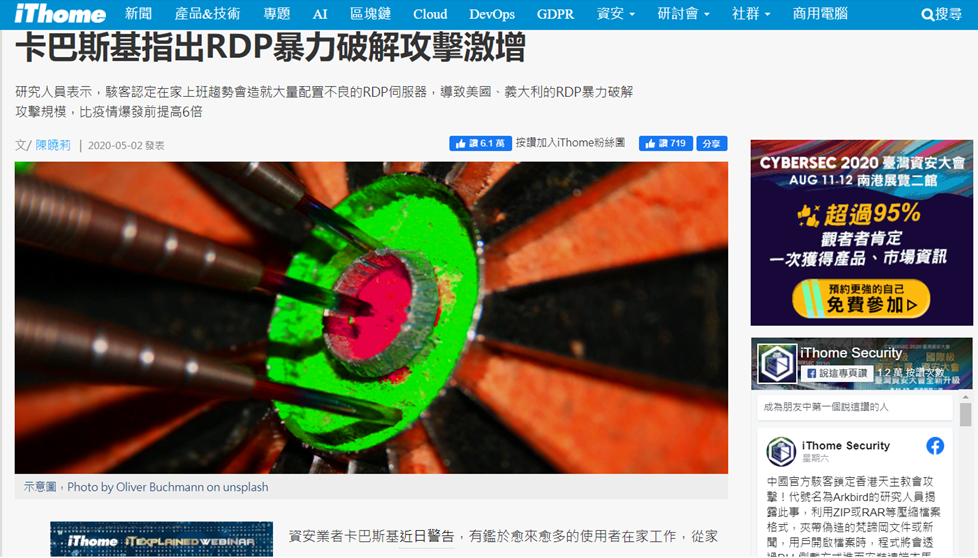 iThome 新聞 產品&技術 專題 AI 區塊鏈 Cloud DevOps GDPR 資安 研討會 社群 商用電腦 搜尋
卡巴斯基指出RDP暴力破解攻擊激增
研究人員表示，駭客認定在家上班趨勢會造就大量配置不良的RDP伺服器，導致美國、義大利的RDP暴力破解
攻擊規模，比疫情爆發前提高6倍
文/ 陳曉莉 | 2020-05-02 發表
讚 6.1 萬 按讚加入iThome粉絲團 讚 719 分享
示意圖，Photo by Oliver Buchmann on unsplash
iThome iTEXPLAINED WEBINAR
資安業者卡巴斯基近日警告，有鑑於愈來愈多的使用者在家工作，從家
CYBERSEC 2020 臺灣資安大會
AUG 11.12 南港展覽二館
超過95%
觀者者肯定
一次獲得產品、市場資訊
預約更強的自己
免費參加
iThome Security
說這專頁讚 1.2 萬 按讚次數
成為朋友中第一個說這讚的人
iThome Security
星期六
中國官方駭客鎖定香港天主教會攻
擊！代號名為Arkbird的研究人員揭
露此事，利用ZIP或RAR等壓縮檔案
格式，夾帶偽造的梵諦岡文件或新
聞，用戶開啟檔案時，程式將會透